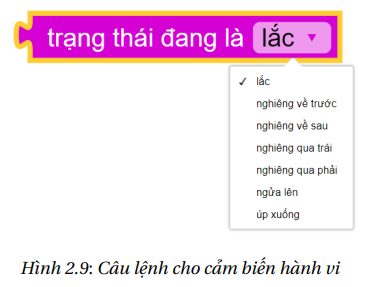 trạng thái đang là lắc
lắc
nghiêng về trước
nghiêng về sau
nghiêng qua trái
nghiêng qua phải
ngửa lên
úp xuống
Hình 2.9: Câu lệnh cho cảm biến hành vi